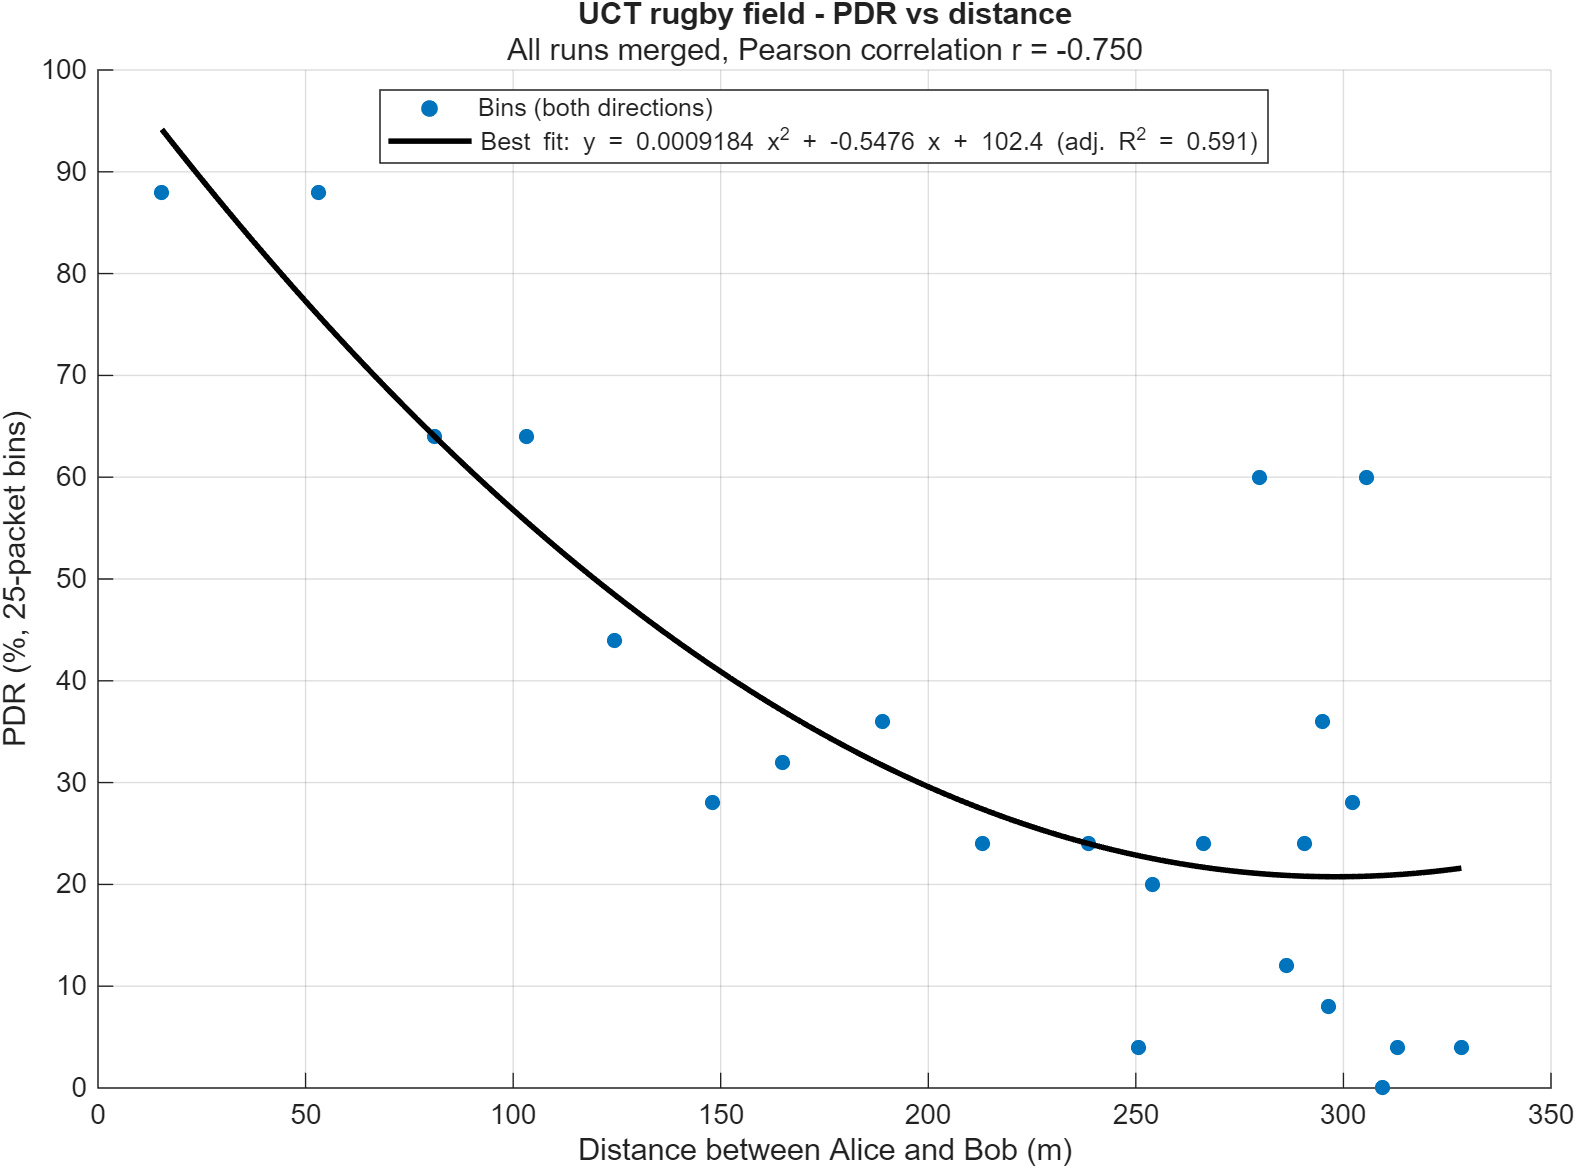 UCT rugby field - PDR vs distance
All runs merged, Pearson correlation r = -0.750
Bins (both directions)
Best fit: y = 0.0009184 x² + -0.5476 x + 102.4 (adj. R² = 0.591)
PDR (%, 25-packet bins)
100
90
80
70
60
50
40
30
20
10
0
0 50 100 150 200 250 300 350
Distance between Alice and Bob (m)